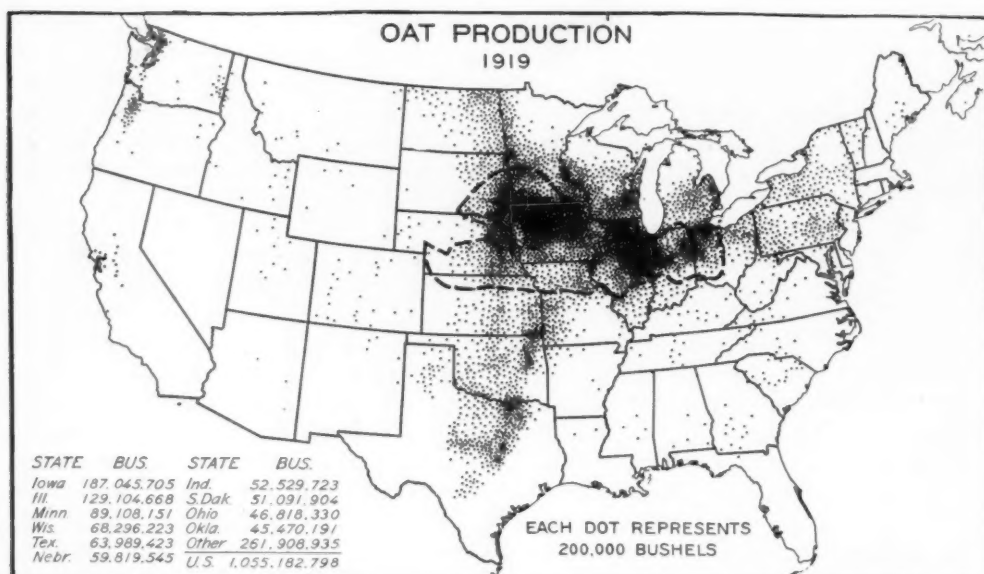 OAT PRODUCTION
1919
STATE BUS. STATE BUS.
Iowa 187,045,705 Ind. 52,529,723
Ill. 129,104,668 S.Dak. 51,091,904
Minn. 89,108,151 Ohio 46,818,330
Wis. 68,296,223 Okla. 45,470,191
Tex. 63,989,423 Other 261,908,935
Nebr. 59,819,545 U.S. 1,055,182,798
EACH DOT REPRESENTS
200,000 BUSHELS